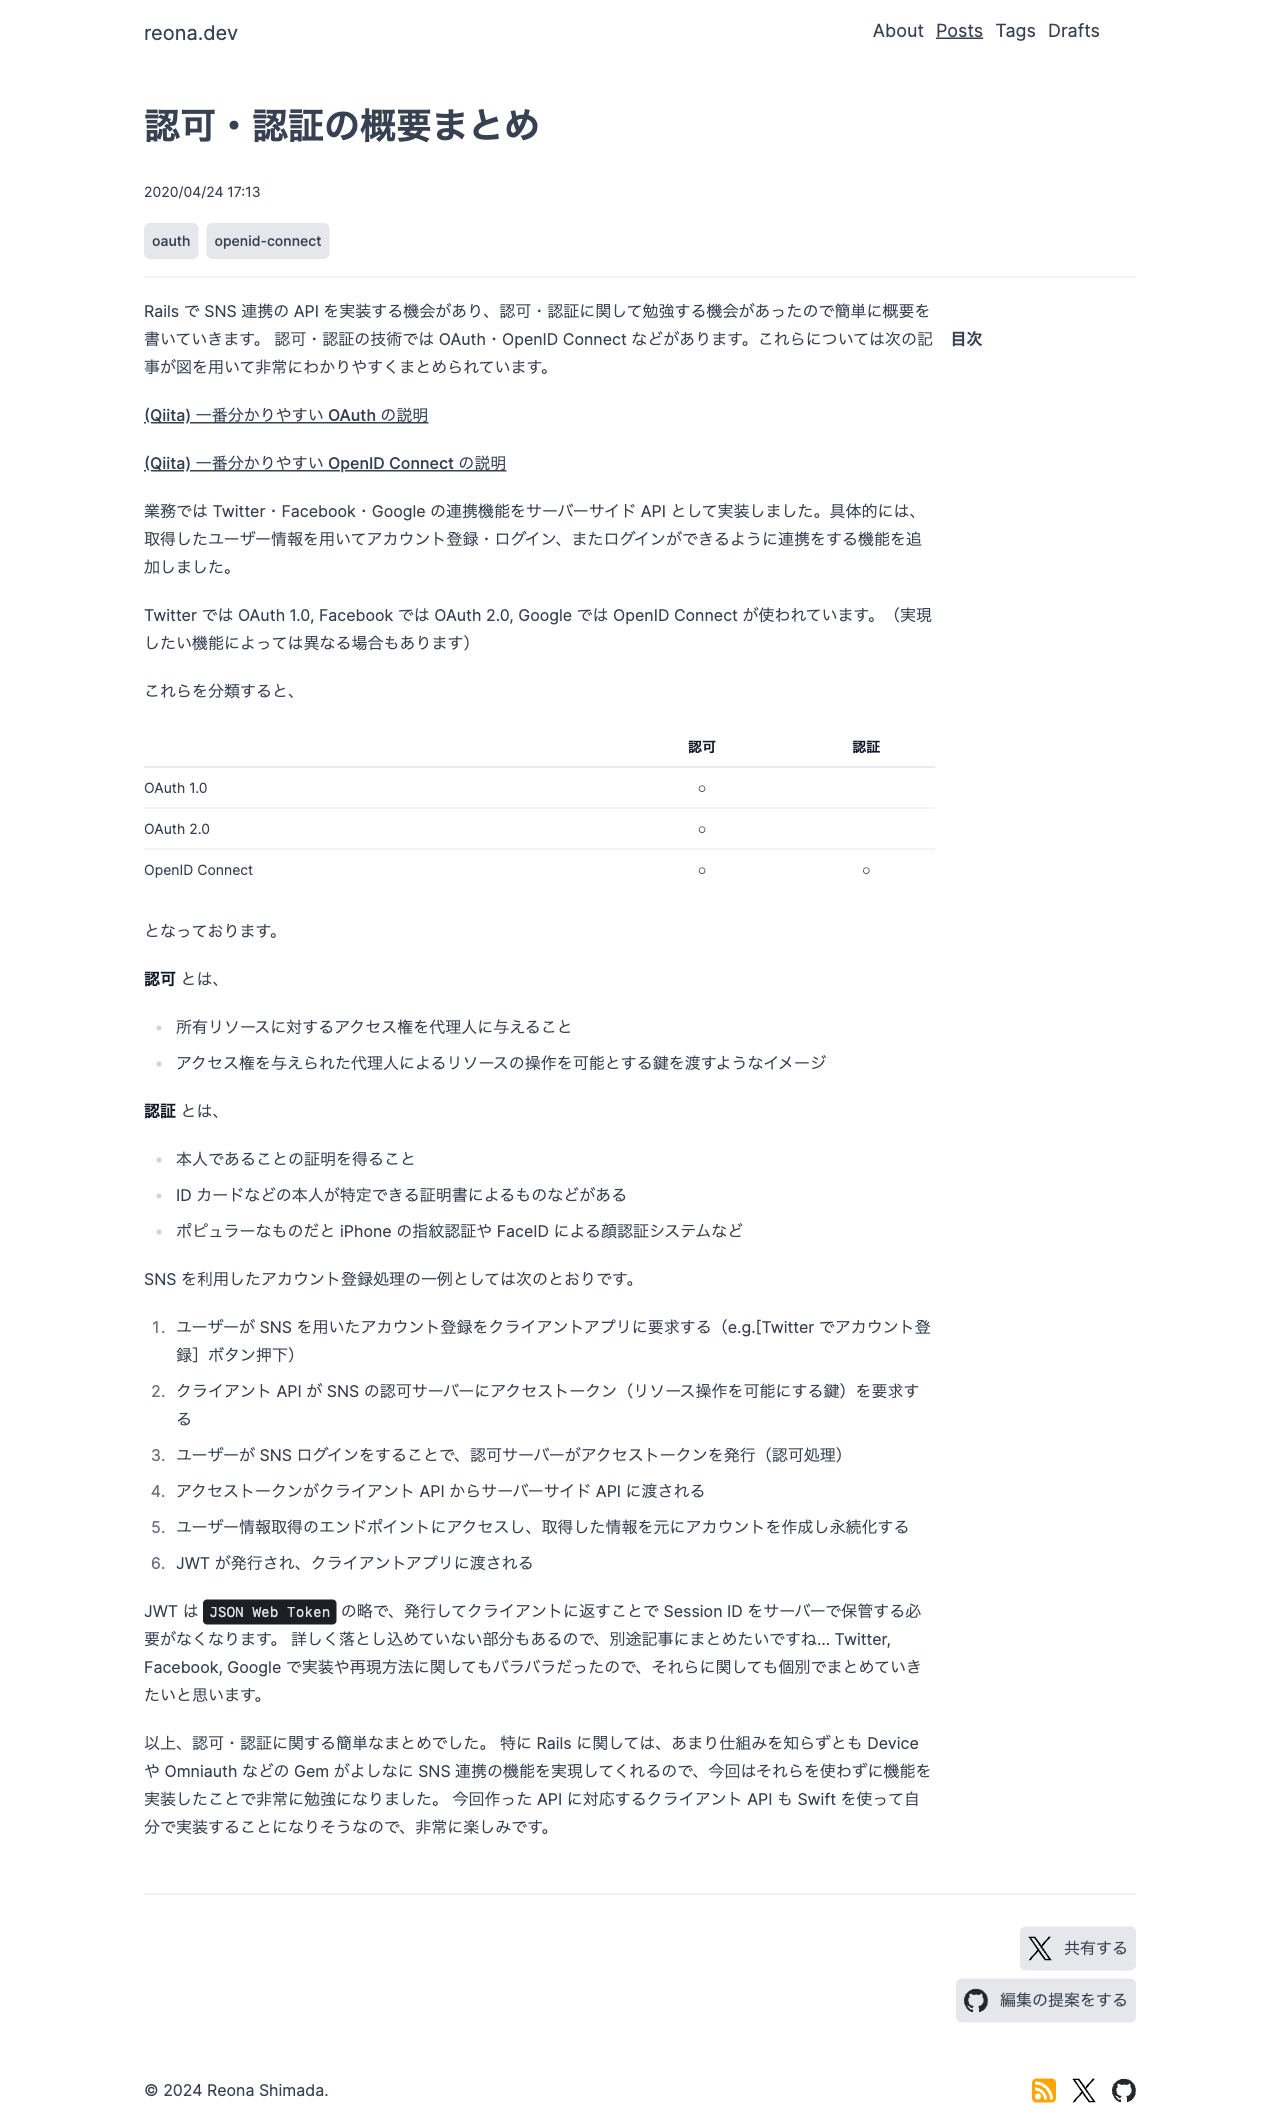 reona.dev
About Posts Tags Drafts
認可・認証の概要まとめ
2020/04/24 17:13
oauth openid-connect
Rails で SNS 連携の API を実装する機会があり、認可・認証に関して勉強する機会があったので簡単に概要を
書いていきます。 認可・認証の技術では OAuth・OpenID Connect などがあります。これらについては次の記
事が図を用いて非常にわかりやすくまとめられています。
目次
(Qiita) 一番分かりやすい OAuth の説明
(Qiita) 一番分かりやすい OpenID Connect の説明
業務では Twitter・Facebook・Google の連携機能をサーバーサイド API として実装しました。具体的には、
取得したユーザー情報を用いてアカウント登録・ログイン、またログインができるように連携をする機能を追
加しました。
Twitter では OAuth 1.0, Facebook では OAuth 2.0, Google では OpenID Connect が使われています。（実現
したい機能によっては異なる場合もあります）
これらを分類すると、
認可 認証
OAuth 1.0 ○
OAuth 2.0 ○
OpenID Connect ○ ○
となっております。
認可 とは、
• 所有リソースに対するアクセス権を代理人に与えること
• アクセス権を与えられた代理人によるリソースの操作を可能とする鍵を渡すようなイメージ
認証 とは、
• 本人であることの証明を得ること
• ID カードなどの本人が特定できる証明書によるものなどがある
• ポピュラーなものだと iPhone の指紋認証や FaceID による顔認証システムなど
SNS を利用したアカウント登録処理の一例としては次のとおりです。
1. ユーザーが SNS を用いたアカウント登録をクライアントアプリに要求する（e.g.[Twitter でアカウント登
録］ボタン押下）
2. クライアント API が SNS の認可サーバーにアクセストークン（リソース操作を可能にする鍵）を要求す
る
3. ユーザーが SNS ログインをすることで、認可サーバーがアクセストークンを発行（認可処理）
4. アクセストークンがクライアント API からサーバーサイド API に渡される
5. ユーザー情報取得のエンドポイントにアクセスし、取得した情報を元にアカウントを作成し永続化する
6. JWT が発行され、クライアントアプリに渡される
JWT は JSON Web Token の略で、発行してクライアントに返すことで Session ID をサーバーで保管する必
要がなくなります。 詳しく落とし込めていない部分もあるので、別途記事にまとめたいですね... Twitter,
Facebook, Google で実装や再現方法に関してもバラバラだったので、それらに関しても個別でまとめていき
たいと思います。
以上、認可・認証に関する簡単なまとめでした。 特に Rails に関しては、あまり仕組みを知らずとも Device
や Omniauth などの Gem がよしなに SNS 連携の機能を実現してくれるので、今回はそれらを使わずに機能を
実装したことで非常に勉強になりました。 今回作った API に対応するクライアント API も Swift を使って自
分で実装することになりそうなので、非常に楽しみです。
共有する
編集の提案をする
© 2024 Reona Shimada.